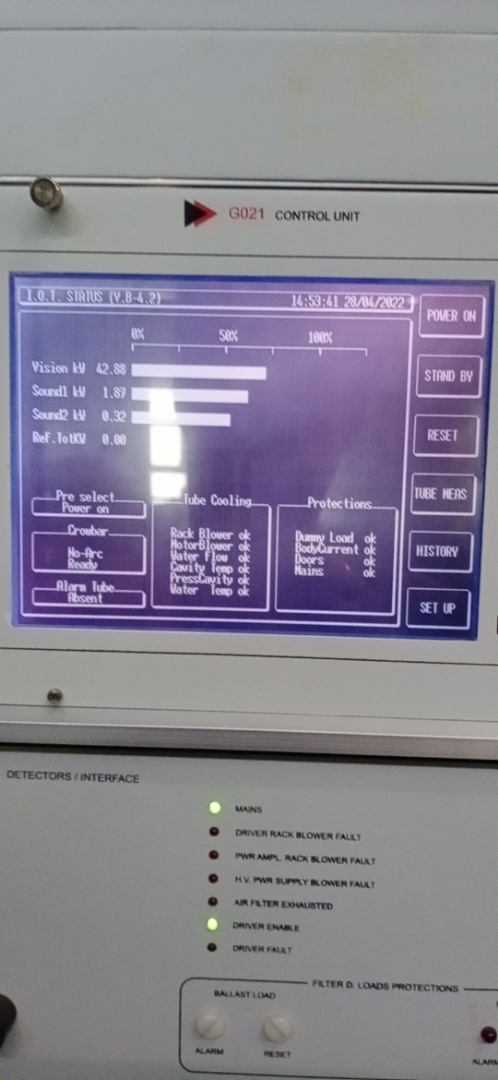 G021 CONTROL UNIT
I.O.T. STATUS (V.B-4.2) 14:53:41 28/04/2022
POWER ON
0% 50% 100%
Vision kW 42.88
Sound1 kW 1.87
Sound2 kW 0.32
Ref.TotKW 0.00
STAND BY
RESET
TUBE MEAS
HISTORY
SET UP
Pre select
Power on
Crowbar
No-Arc
Ready
Alarm Tube
Absent
Tube Cooling
Rack Blower ok
MotorBlower ok
Water flow ok
Cavity Temp ok
PressCavity ok
Water Temp ok
Protections
Dummy Load ok
BodyCurrent ok
Doors ok
Mains ok
DETECTORS / INTERFACE
MAINS
DRIVER RACK BLOWER FAULT
PWR AMPL. RACK BLOWER FAULT
H.V. PWR SUPPLY BLOWER FAULT
AIR FILTER EXHAUSTED
DRIVER ENABLE
DRIVER FAULT
FILTER D. LOADS PROTECTIONS
BALLAST LOAD
ALARM RESET ALARM